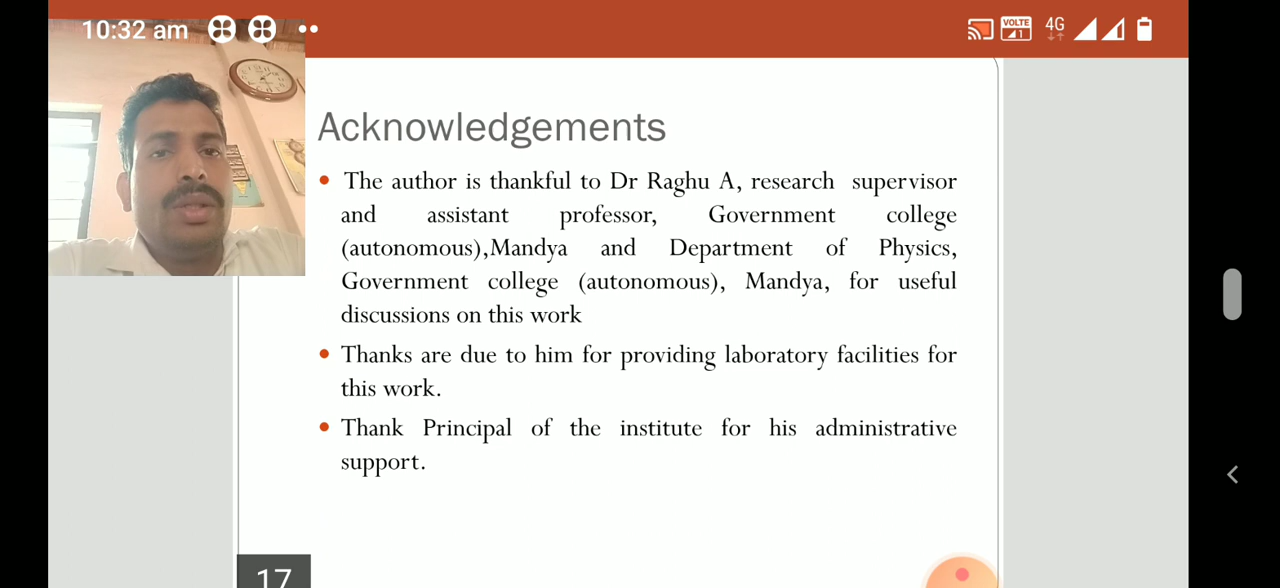 10:32 am
VOLTE
1
4G
Acknowledgements
The author is thankful to Dr Raghu A, research supervisor
and assistant professor, Government college
(autonomous),Mandya and Department of Physics,
Government college (autonomous), Mandya, for useful
discussions on this work
Thanks are due to him for providing laboratory facilities for
this work.
Thank Principal of the institute for his administrative
support.
17